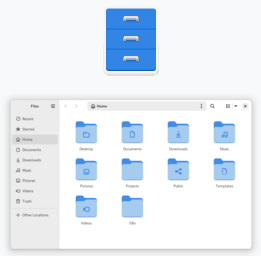 Files
Home
Recent
Starred
Home
Documents
Downloads
Music
Pictures
Videos
Trash
Other Locations
Desktop
Documents
Downloads
Music
Pictures
Projects
Public
Templates
Videos